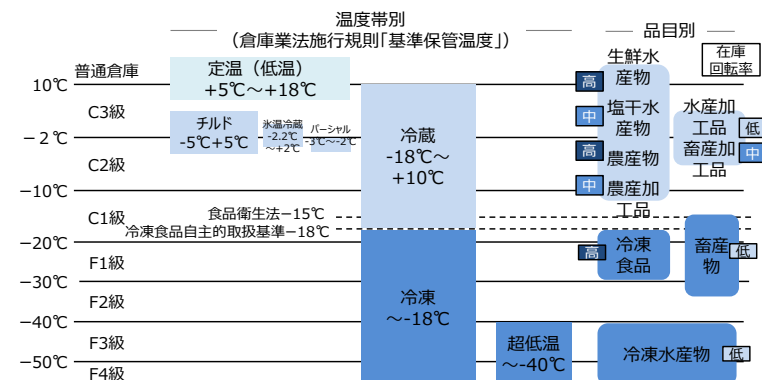 温度帯別
（倉庫業法施行規則「基準保管温度」）
品目別
在庫
回転率
普通倉庫
10℃
C3級
－2℃
C2級
－10℃
C1級
－20℃
F1級
－30℃
F2級
－40℃
F3級
－50℃
F4級
定温（低温）
+5℃～+18℃
チルド
-5℃+5℃
氷温冷蔵
-2.2℃
～+2℃
パーシャル
-3℃～-2℃
食品衛生法－15℃
冷凍食品自主的取扱基準－18℃
冷蔵
-18℃～
+10℃
冷凍
～-18℃
超低温
～-40℃
生鮮水
産物
高
塩干水
産物
中
農産物
高
農産加
工品
中
水産加
工品
低
畜産加
工品
中
冷凍
食品
高
畜産
物
低
冷凍水産物
低